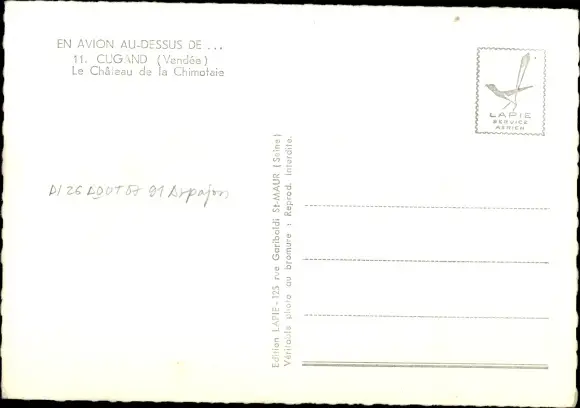 EN AVION AU-DESSUS DE ...
11. CUGAND (Vendée)
Le Château de la Chimotaie
LAPIE
SERVICE
AERIEN
DI 26 AOUT 07 91 Arpajon
Edition LAPIE - 125 rue Garibaldi St-MAUR (Seine)
Véritable photo au bromure : Reprod. interdite.